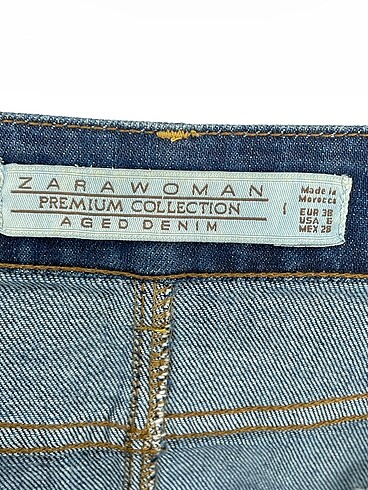 ZARA WOMAN
PREMIUM COLLECTION
AGED DENIM
Made in
Morocco
EUR 38
USA 6
MEX 28